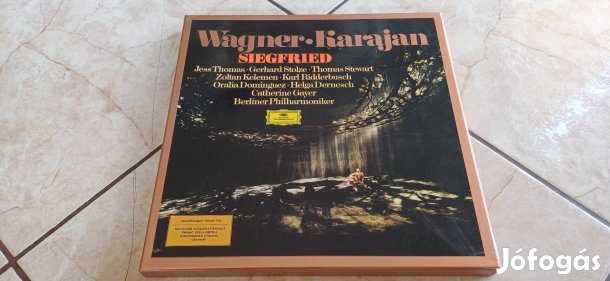 Wagner·Karajan
SIEGFRIED
Jess Thomas·Gerhard Stolze·Thomas Stewart
Zoltan Kelemen·Karl Ridderbusch
Oralia Dominguez·Helga Dernesch
Catherine Gayer
Berliner Philharmoniker
Jófogás